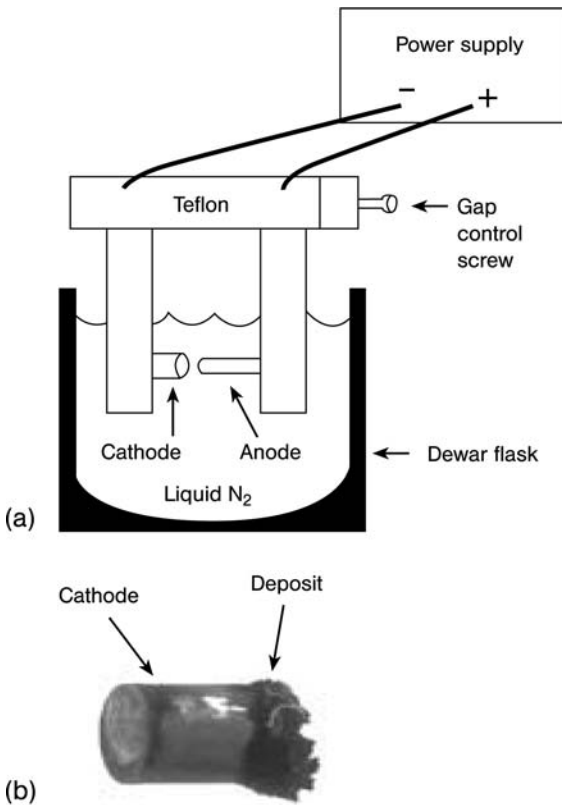 Power supply
− +
Teflon
Gap
control
screw
Cathode
Anode
Dewar flask
Liquid N₂
(a)
Cathode
Deposit
(b)